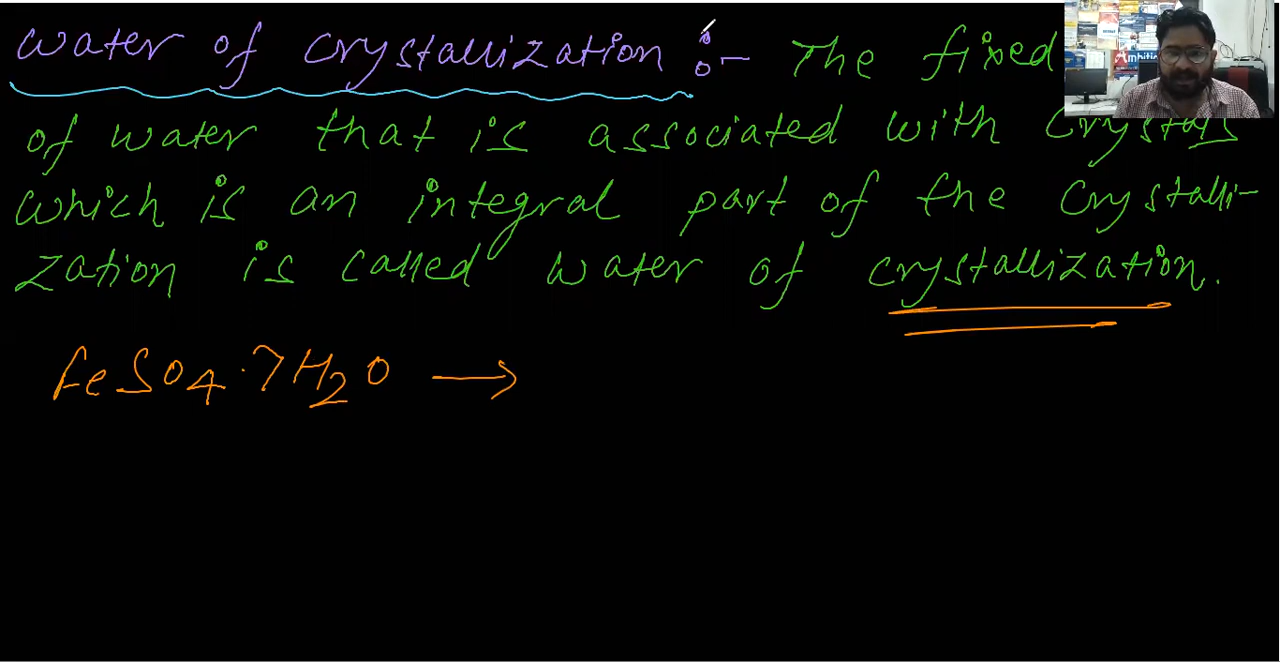 Water of Crystallization :- The fixed
of water that is associated with Crystals
which is an integral part of the Crystalli-
zation is called water of crystallization.
FeSO4.7H2O →
Ambitio